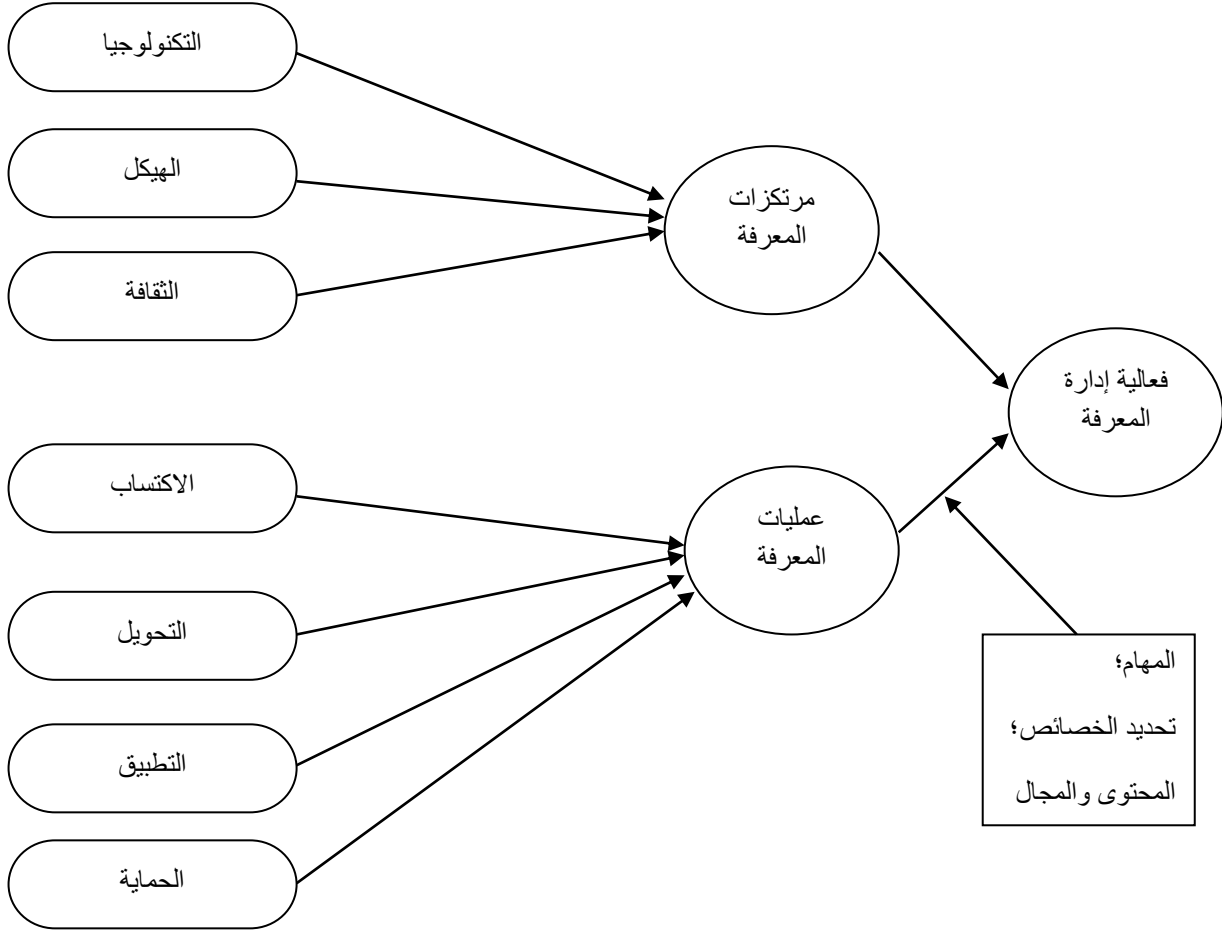 التكنولوجيا
الهيكل
الثقافة
مرتكزات
المعرفة
فعالية إدارة
المعرفة
الاكتساب
التحويل
التطبيق
الحماية
عمليات
المعرفة
المهام؛
تحديد الخصائص؛
المحتوى والمجال